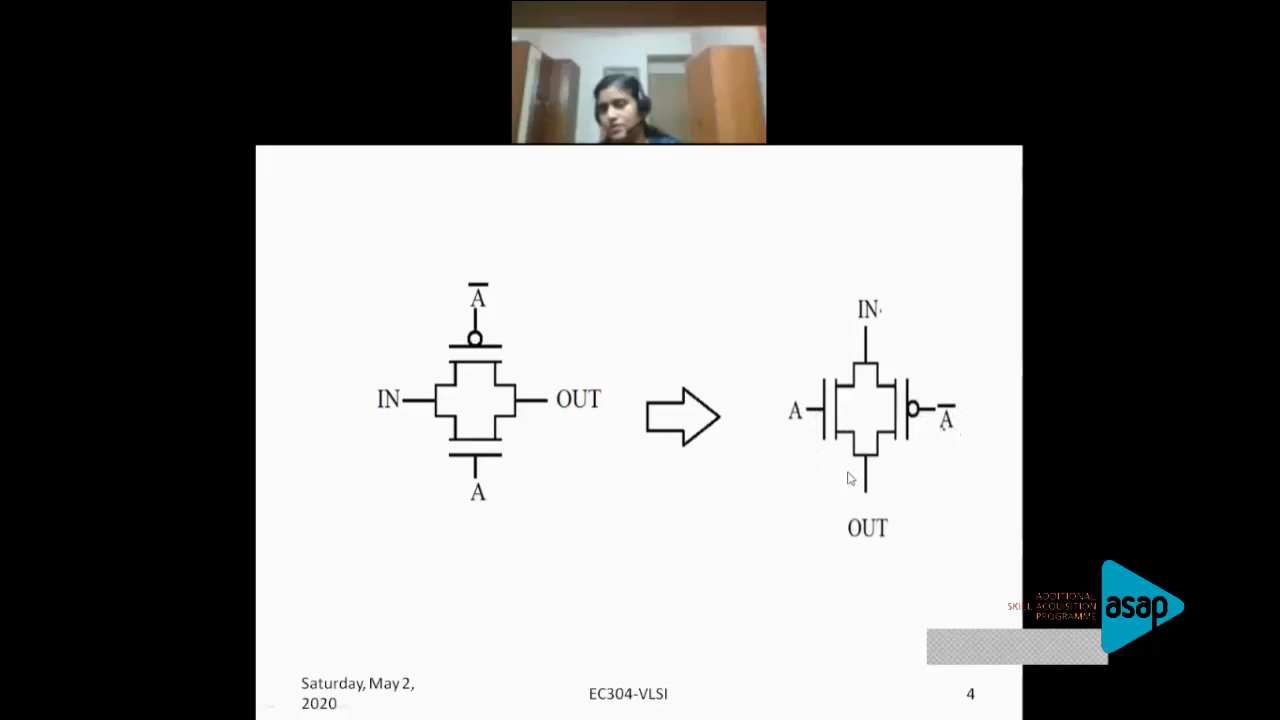 A̅
IN
OUT
A
IN
A
A̅
OUT
ADDITIONAL
SKILL ACQUISITION
PROGRAMME
asap
Saturday, May 2,
2020
EC304-VLSI
4